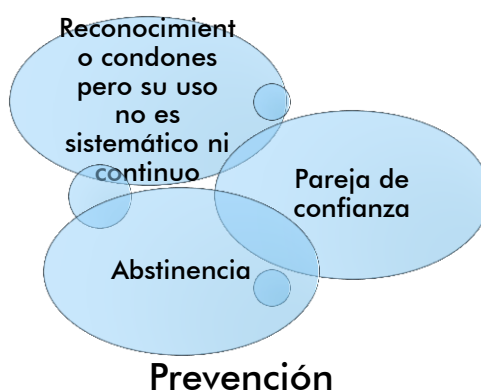 Reconocimient
o condones
pero su uso
no es
sistemático ni
continuo
Pareja de
confianza
Abstinencia
Prevención